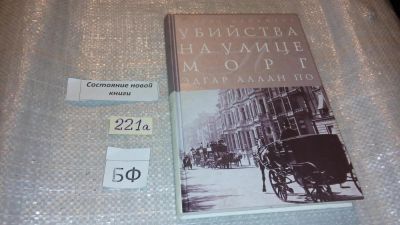 Состояние новой
книги
221а
БФ
УБИЙСТВА
НА УЛИЦЕ
МОРГ
ЭДГАР АЛЛАН ПО